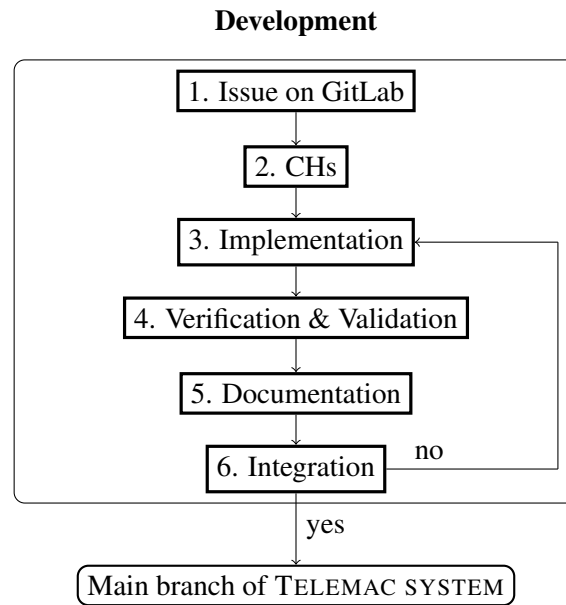 Development
1. Issue on GitLab
2. CHs
3. Implementation
4. Verification & Validation
5. Documentation
6. Integration
no
yes
Main branch of TELEMAC SYSTEM